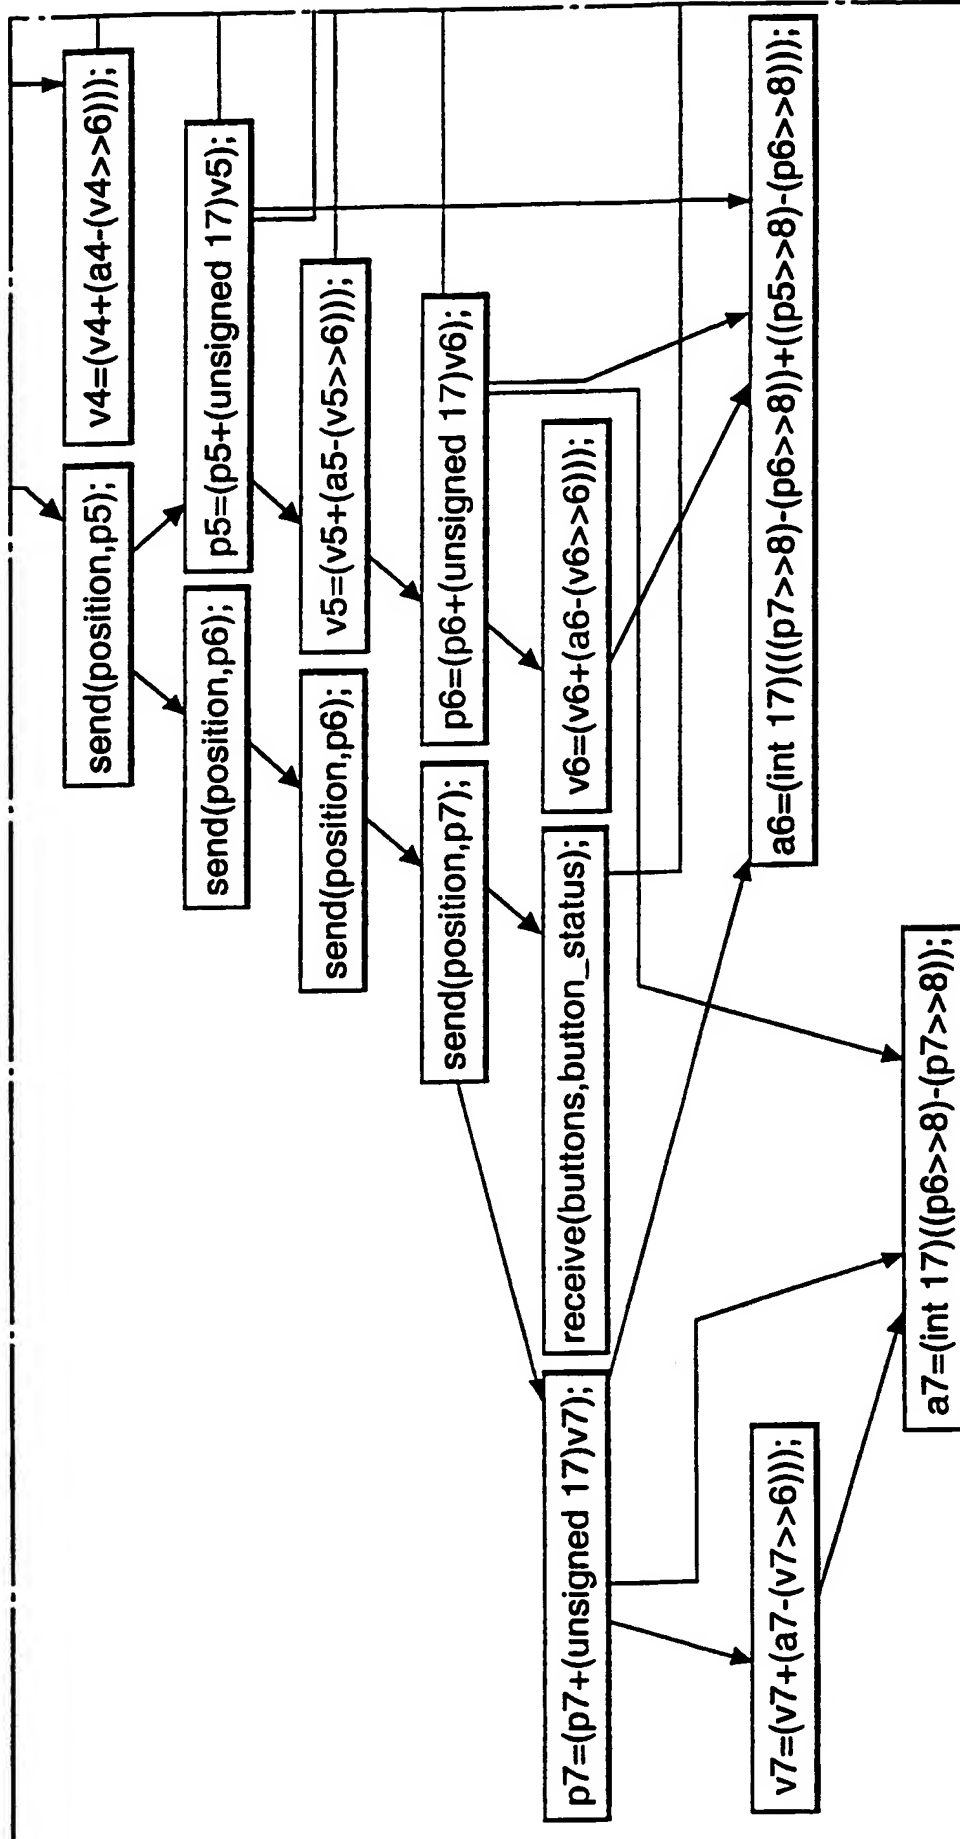 v4=(v4+(a4-(v4>>6)));
send(position,p5);
p5=(p5+(unsigned 17)v5);
send(position,p6);
v5=(v5+(a5-(v5>>6)));
send(position,p6);
p6=(p6+(unsigned 17)v6);
send(position,p7);
v6=(v6+(a6-(v6>>6)));
receive(buttons,button_status);
p7=(p7+(unsigned 17)v7);
a6=(int 17)(((p7>>8)-(p6>>8))+((p5>>8)-(p6>>8)));
v7=(v7+(a7-(v7>>6)));
a7=(int 17)((p6>>8)-(p7>>8));